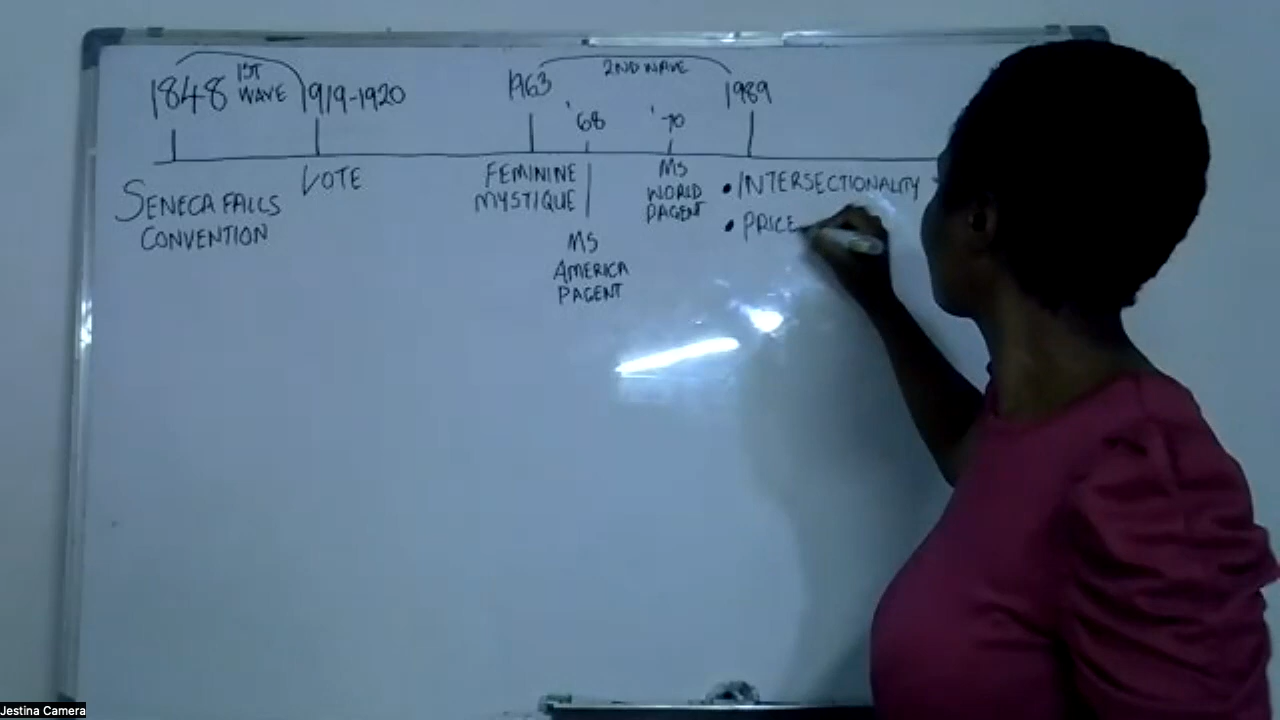 1848
1ST
WAVE
1919-1920
1963
2ND WAVE
1989
'68
'70
SENECA FALLS
CONVENTION
VOTE
FEMININE
MYSTIQUE
MS
AMERICA
PAGENT
MS
WORLD
PAGENT
• INTERSECTIONALITY
• PRICE
Jestina Camera